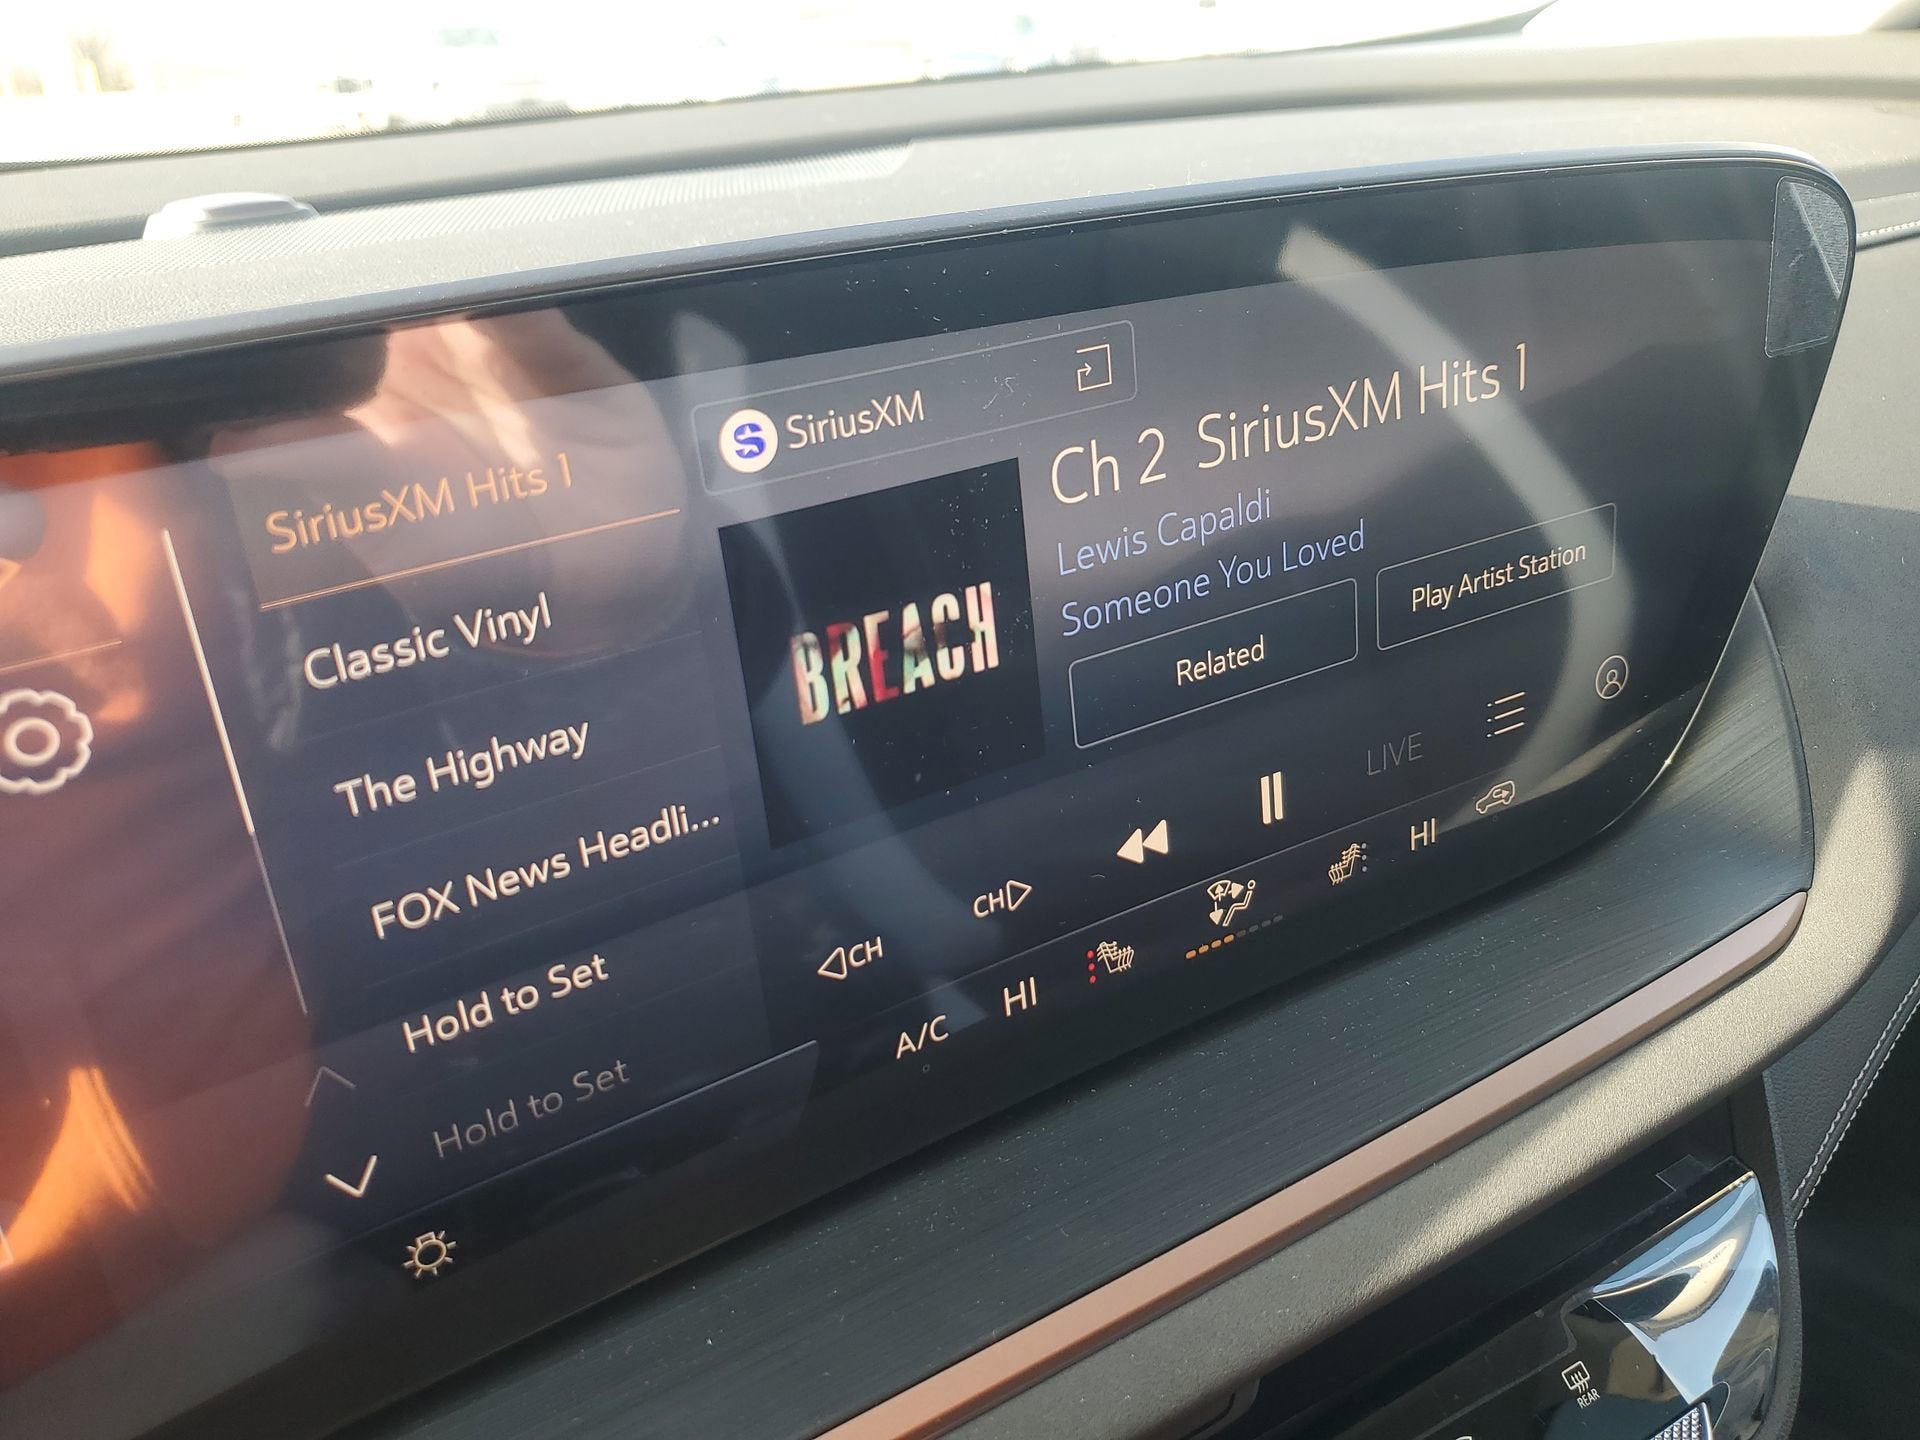 SiriusXM Hits 1
Classic Vinyl
The Highway
FOX News Headli...
Hold to Set
Hold to Set
SiriusXM
BREACH
Ch 2 SiriusXM Hits 1
Lewis Capaldi
Someone You Loved
Related
Play Artist Station
LIVE
CH
CH
A/C
HI
HI
REAR